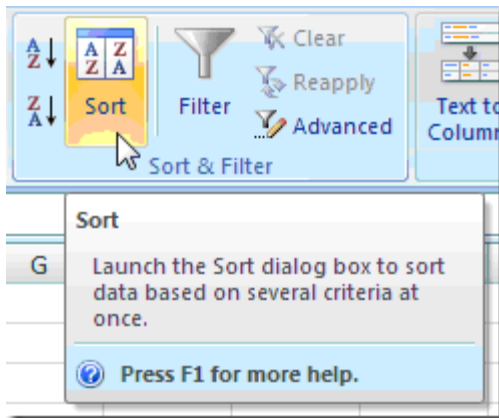 A Z
Z A
A Z
Z A
Sort
Filter
Clear
Reapply
Advanced
Text to
Column
Sort & Filter
Sort
G
Launch the Sort dialog box to sort
data based on several criteria at
once.
Press F1 for more help.